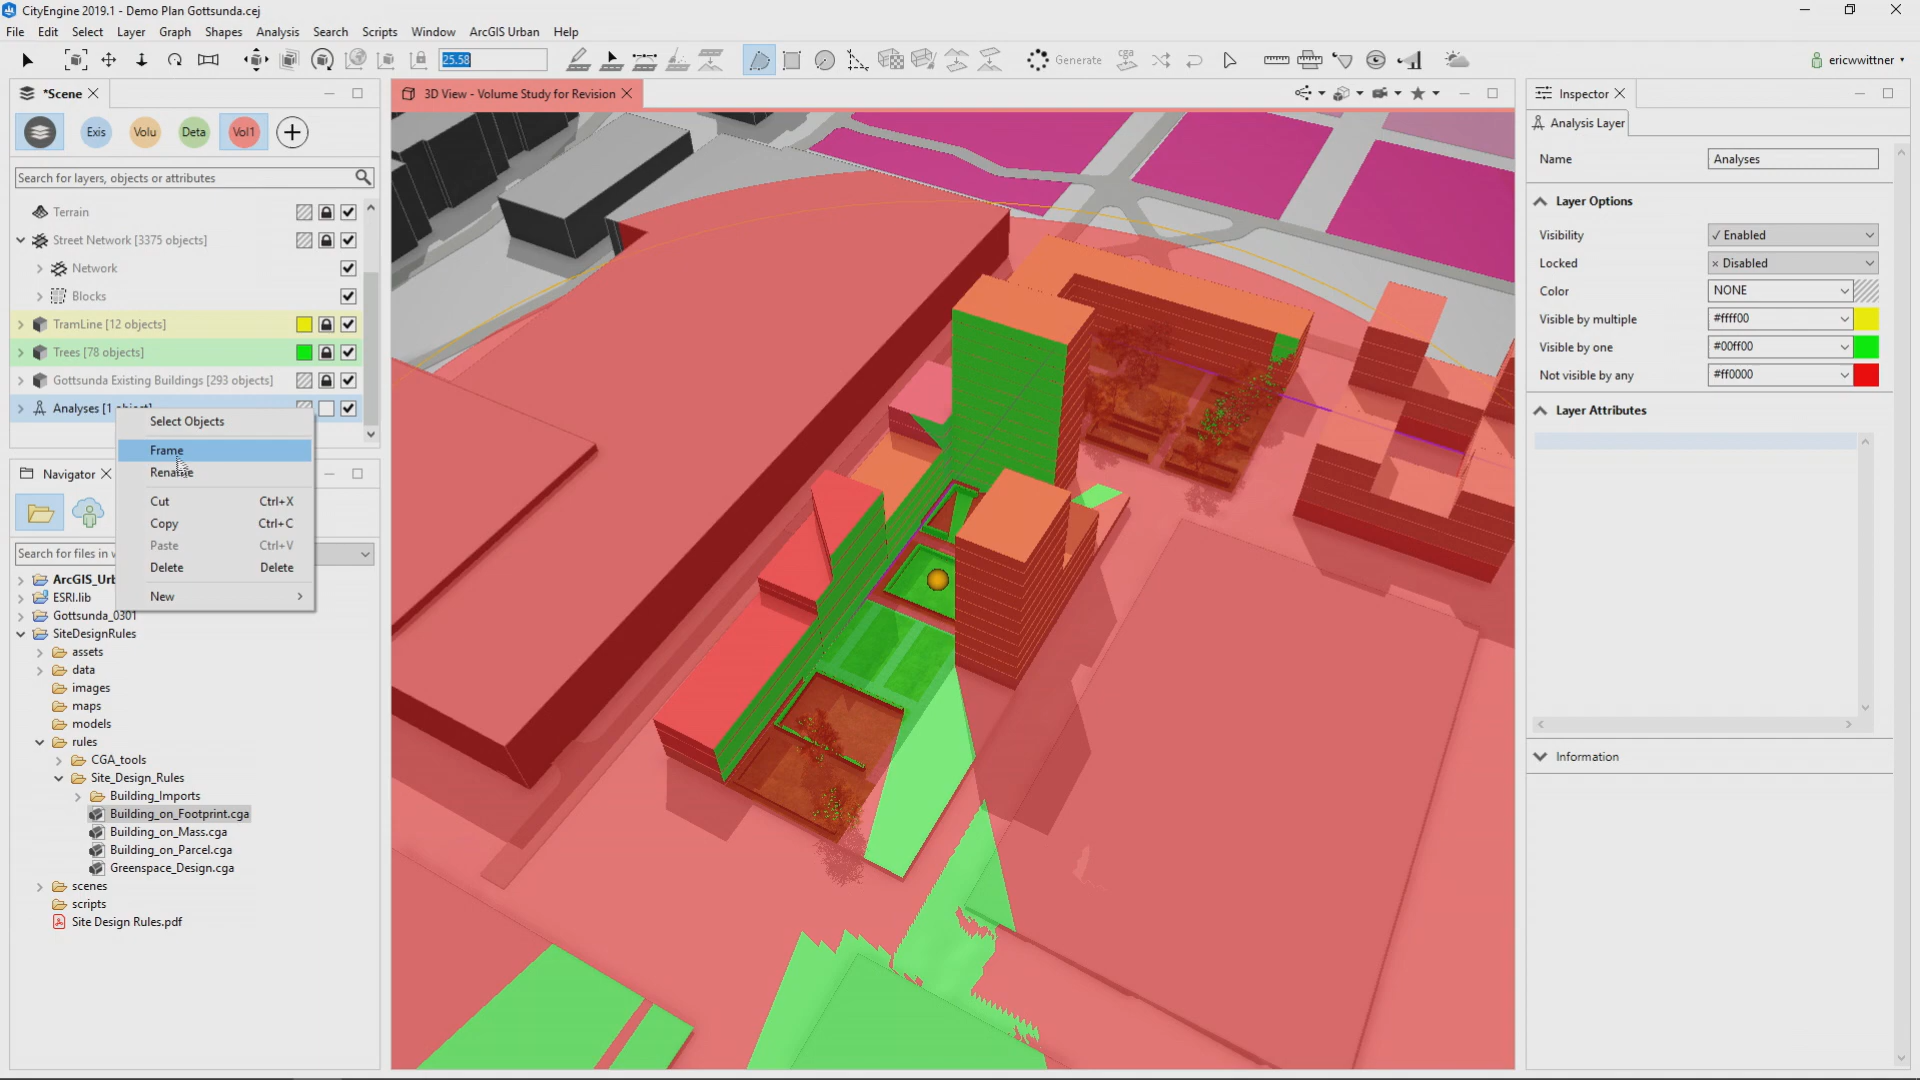 CityEngine 2019.1 - Demo Plan Gottsunda.cej
File Edit Select Layer Graph Shapes Analysis Search Scripts Window ArcGIS Urban Help
25.58
Generate
cga
ericwittner
*Scene
Exis
Volu
Deta
Vol1
Search for layers, objects or attributes
Terrain
Street Network [3375 objects]
Network
Blocks
TramLine [12 objects]
Trees [78 objects]
Gottsunda Existing Buildings [293 objects]
Analyses [1 object]
Select Objects
Frame
Rename
Cut Ctrl+X
Copy Ctrl+C
Paste Ctrl+V
Delete Delete
New
Navigator
Search for files in w
ArcGIS_Urb
ESRI.lib
Gottsunda_0301
SiteDesignRules
assets
data
images
maps
models
rules
CGA_tools
Site_Design_Rules
Building_Imports
Building_on_Footprint.cga
Building_on_Mass.cga
Building_on_Parcel.cga
Greenspace_Design.cga
scenes
scripts
Site Design Rules.pdf
3D View - Volume Study for Revision
Inspector
Analysis Layer
Name Analyses
Layer Options
Visibility ✓ Enabled
Locked × Disabled
Color NONE
Visible by multiple #ffff00
Visible by one #00ff00
Not visible by any #ff0000
Layer Attributes
Information